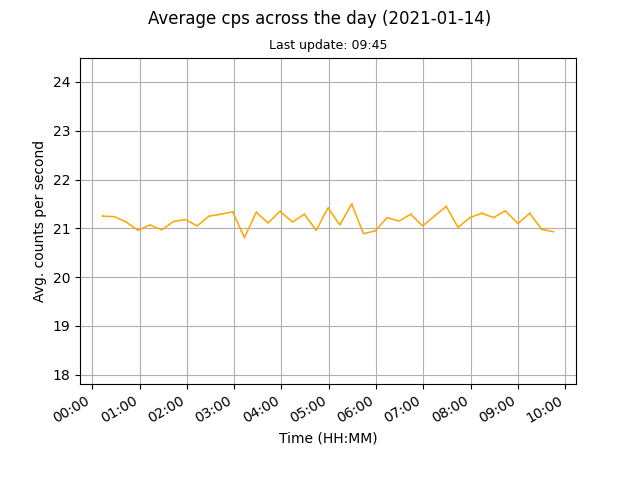 Average cps across the day (2021-01-14)
Last update: 09:45
Avg. counts per second
24
23
22
21
20
19
18
00:00 01:00 02:00 03:00 04:00 05:00 06:00 07:00 08:00 09:00 10:00
Time (HH:MM)